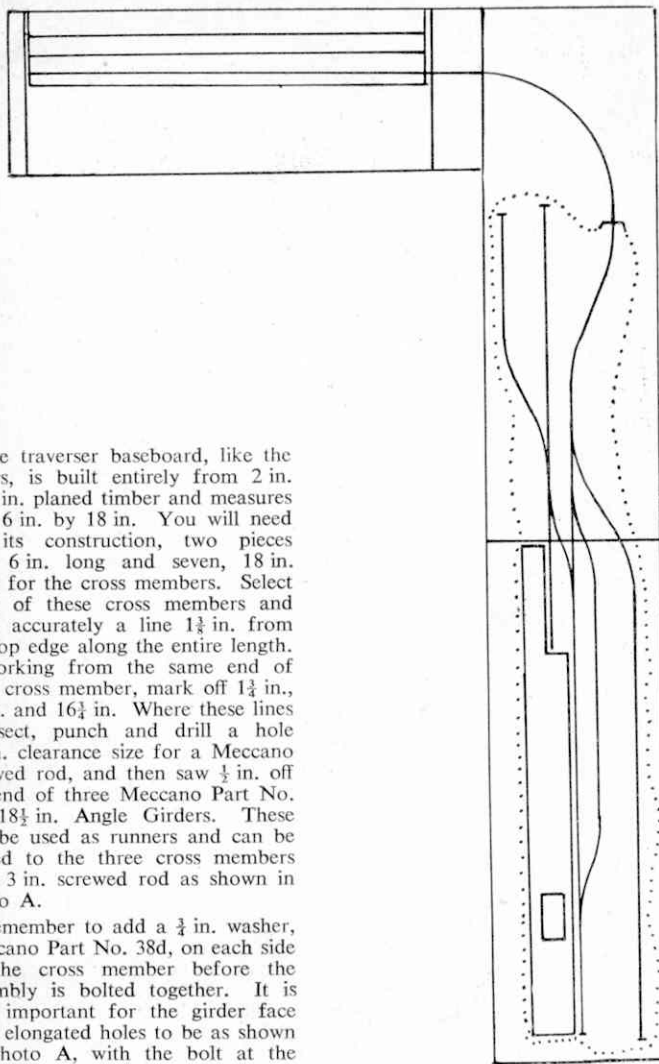 e traverser baseboard, like the
rs, is built entirely from 2 in.
in. planed timber and measures
6 in. by 18 in. You will need
its construction, two pieces
6 in. long and seven, 18 in.
for the cross members. Select
of these cross members and
accurately a line 1⅜ in. from
op edge along the entire length.
orking from the same end of
cross member, mark off 1¾ in.,
. and 16¾ in. Where these lines
sect, punch and drill a hole
n. clearance size for a Meccano
wed rod, and then saw ½ in. off
end of three Meccano Part No.
18½ in. Angle Girders. These
be used as runners and can be
d to the three cross members
3 in. screwed rod as shown in
o A.
member to add a ¾ in. washer,
cano Part No. 38d, on each side
he cross member before the
mbly is bolted together. It is
important for the girder face
elongated holes to be as shown
hoto A, with the bolt at the